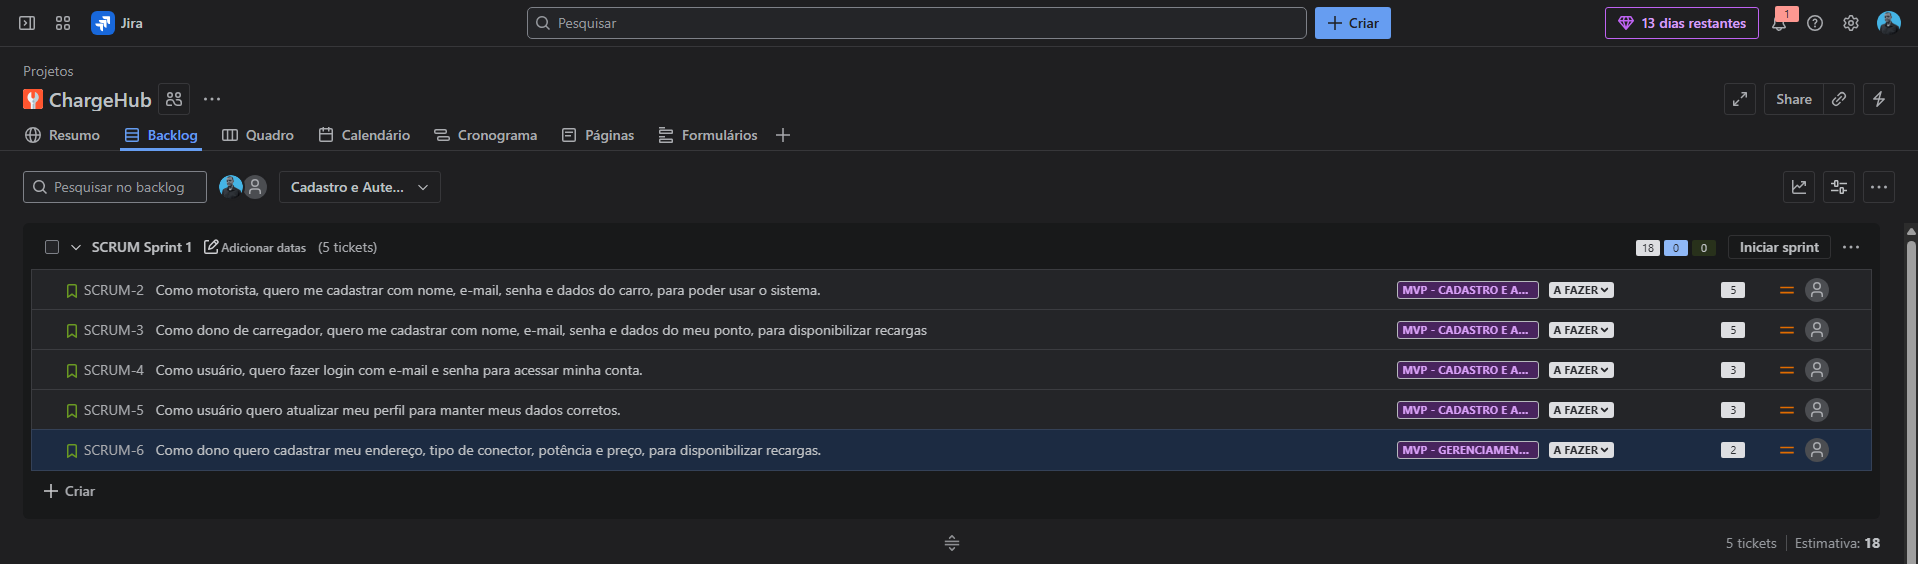 Jira
Pesquisar
Criar
13 dias restantes
1
Projetos
ChargeHub
Share
Resumo
Backlog
Quadro
Calendário
Cronograma
Páginas
Formulários
Pesquisar no backlog
Cadastro e Aute...
SCRUM Sprint 1 Adicionar datas (5 tickets) 18 0 0 Iniciar sprint
SCRUM-2 Como motorista, quero me cadastrar com nome, e-mail, senha e dados do carro, para poder usar o sistema. MVP - CADASTRO E A... A FAZER 5
SCRUM-3 Como dono de carregador, quero me cadastrar com nome, e-mail, senha e dados do meu ponto, para disponibilizar recargas MVP - CADASTRO E A... A FAZER 5
SCRUM-4 Como usuário, quero fazer login com e-mail e senha para acessar minha conta. MVP - CADASTRO E A... A FAZER 3
SCRUM-5 Como usuário quero atualizar meu perfil para manter meus dados corretos. MVP - CADASTRO E A... A FAZER 3
SCRUM-6 Como dono quero cadastrar meu endereço, tipo de conector, potência e preço, para disponibilizar recargas. MVP - GERENCIAMEN... A FAZER 2
Criar
5 tickets Estimativa: 18